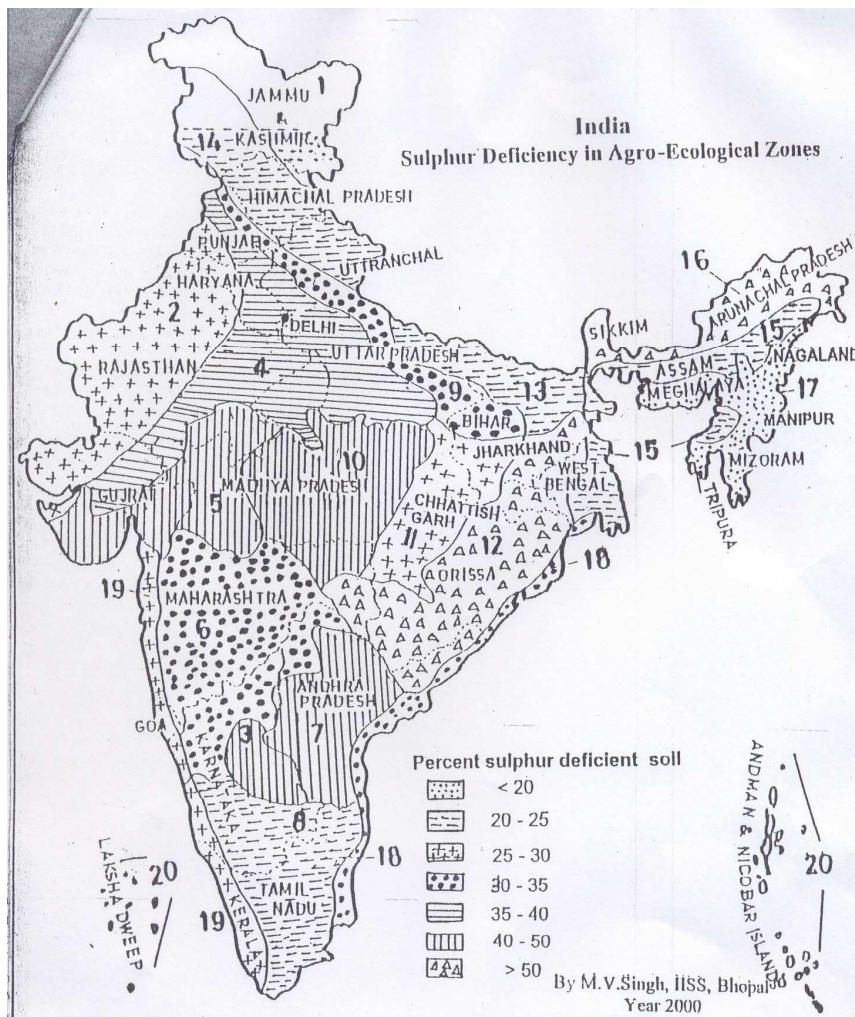 India
Sulphur Deficiency in Agro-Ecological Zones
1
JAMMU
&
KASHMIR
14
HIMACHAL PRADESH
PUNJAB
UTTRANCHAL
HARYANA
2
DELHI
RAJASTHAN
4
UTTAR PRADESH
9
BIHAR
13
SIKKIM
16
ARUNACHAL PRADESH
15
ASSAM
NAGALAND
MEGHALAYA
17
MANIPUR
15
MIZORAM
TRIPURA
JHARKHAND
WEST
BENGAL
10
MADHYA PRADESH
GUJRAT
5
CHHATTISH
GARH
11
12
ORISSA
18
19
MAHARASHTRA
6
ANDHRA
PRADESH
GOA
3
7
KARNATAKA
8
18
TAMIL
NADU
19
KERALA
LAKSHADWEEP
20
Percent sulphur deficient soil
< 20
20 - 25
25 - 30
30 - 35
35 - 40
40 - 50
> 50
ANDMAN & NICOBAR ISLAND
20
By M.V.Singh, IISS, Bhopal
Year 2000